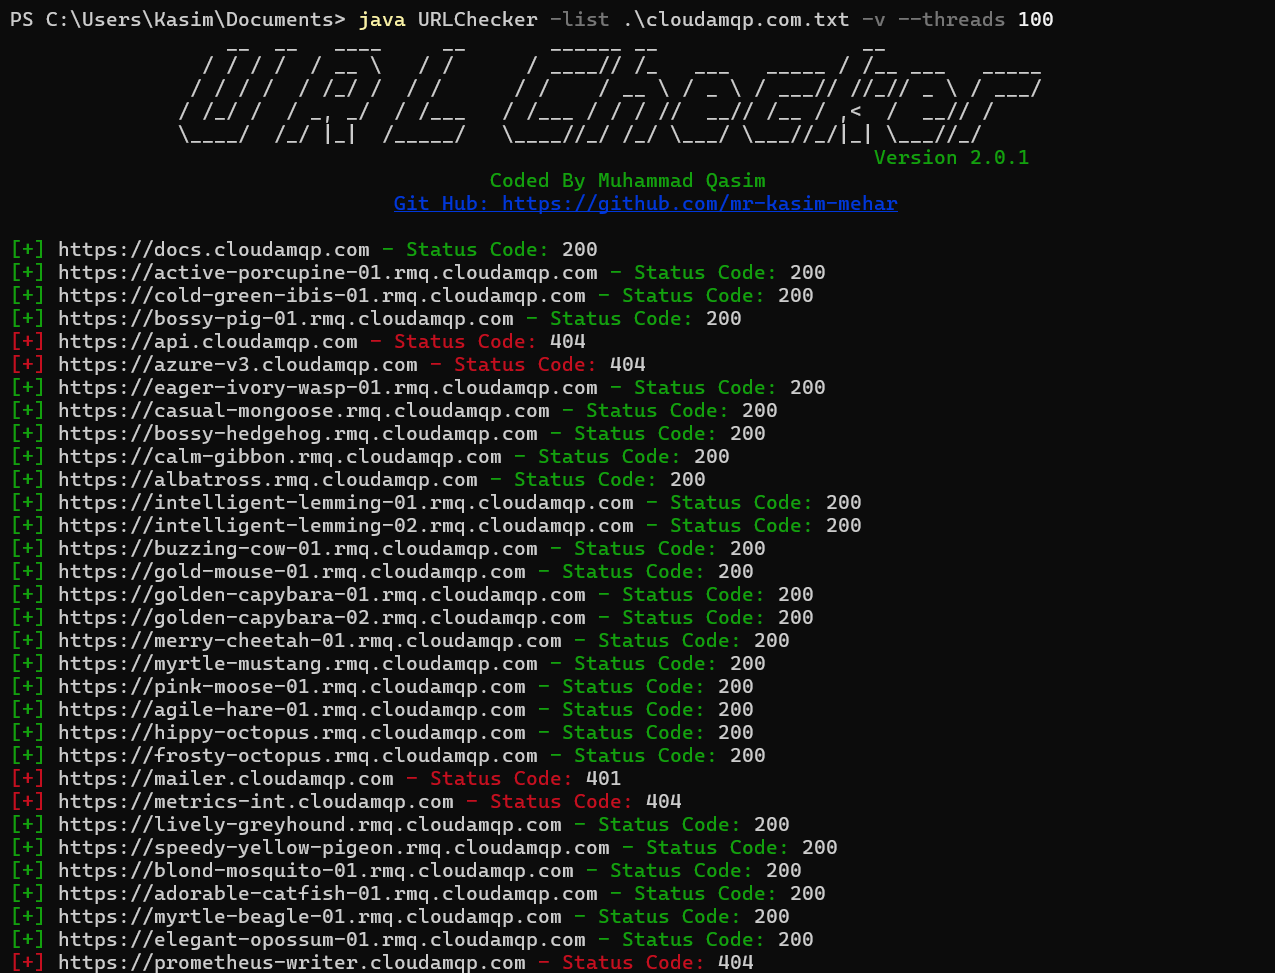 PS C:\Users\Kasim\Documents> java URLChecker -list .\cloudamqp.com.txt -v --threads 100
URL Checker
Version 2.0.1
Coded By Muhammad Qasim
Git Hub: https://github.com/mr-kasim-mehar
[+] https://docs.cloudamqp.com - Status Code: 200
[+] https://active-porcupine-01.rmq.cloudamqp.com - Status Code: 200
[+] https://cold-green-ibis-01.rmq.cloudamqp.com - Status Code: 200
[+] https://bossy-pig-01.rmq.cloudamqp.com - Status Code: 200
[+] https://api.cloudamqp.com - Status Code: 404
[+] https://azure-v3.cloudamqp.com - Status Code: 404
[+] https://eager-ivory-wasp-01.rmq.cloudamqp.com - Status Code: 200
[+] https://casual-mongoose.rmq.cloudamqp.com - Status Code: 200
[+] https://bossy-hedgehog.rmq.cloudamqp.com - Status Code: 200
[+] https://calm-gibbon.rmq.cloudamqp.com - Status Code: 200
[+] https://albatross.rmq.cloudamqp.com - Status Code: 200
[+] https://intelligent-lemming-01.rmq.cloudamqp.com - Status Code: 200
[+] https://intelligent-lemming-02.rmq.cloudamqp.com - Status Code: 200
[+] https://buzzing-cow-01.rmq.cloudamqp.com - Status Code: 200
[+] https://gold-mouse-01.rmq.cloudamqp.com - Status Code: 200
[+] https://golden-capybara-01.rmq.cloudamqp.com - Status Code: 200
[+] https://golden-capybara-02.rmq.cloudamqp.com - Status Code: 200
[+] https://merry-cheetah-01.rmq.cloudamqp.com - Status Code: 200
[+] https://myrtle-mustang.rmq.cloudamqp.com - Status Code: 200
[+] https://pink-moose-01.rmq.cloudamqp.com - Status Code: 200
[+] https://agile-hare-01.rmq.cloudamqp.com - Status Code: 200
[+] https://hippy-octopus.rmq.cloudamqp.com - Status Code: 200
[+] https://frosty-octopus.rmq.cloudamqp.com - Status Code: 200
[+] https://mailer.cloudamqp.com - Status Code: 401
[+] https://metrics-int.cloudamqp.com - Status Code: 404
[+] https://lively-greyhound.rmq.cloudamqp.com - Status Code: 200
[+] https://speedy-yellow-pigeon.rmq.cloudamqp.com - Status Code: 200
[+] https://blond-mosquito-01.rmq.cloudamqp.com - Status Code: 200
[+] https://adorable-catfish-01.rmq.cloudamqp.com - Status Code: 200
[+] https://myrtle-beagle-01.rmq.cloudamqp.com - Status Code: 200
[+] https://elegant-opossum-01.rmq.cloudamqp.com - Status Code: 200
[+] https://prometheus-writer.cloudamqp.com - Status Code: 404